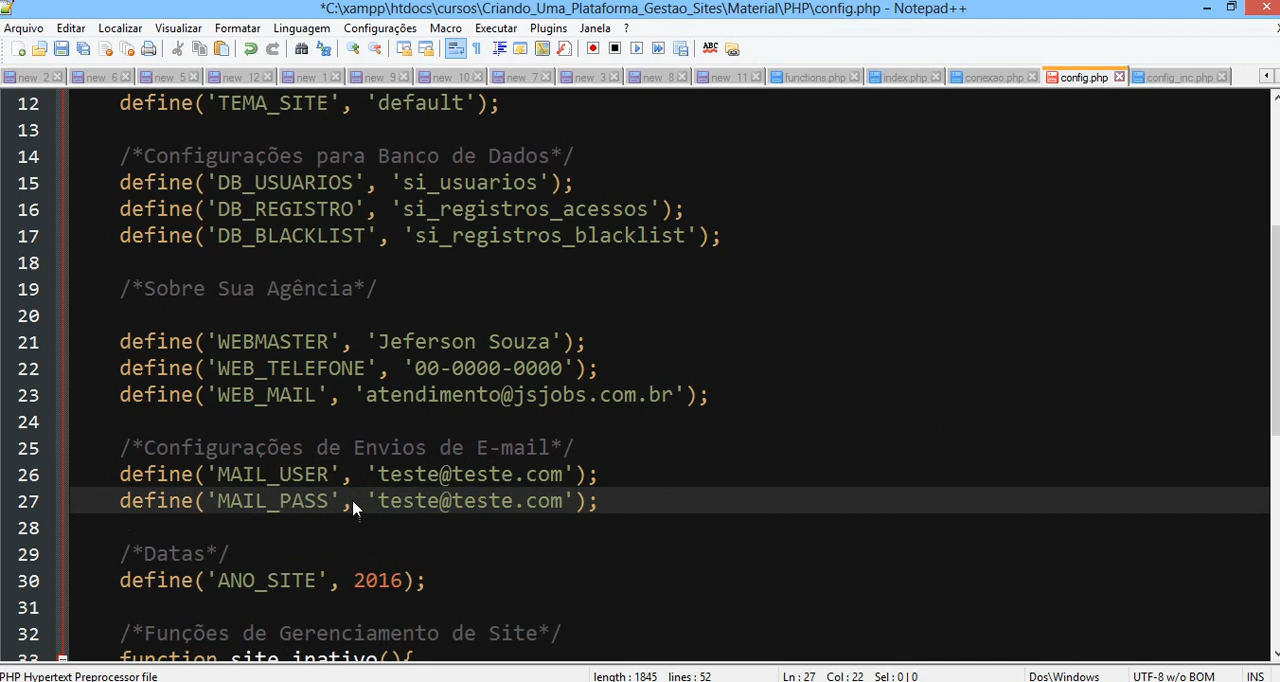 *C:\xampp\htdocs\cursos\Criando_Uma_Plataforma_Gestao_Sites\Material\PHP\config.php - Notepad++
Arquivo Editar Localizar Visualizar Formatar Linguagem Configurações Macro Executar Plugins Janela ?
new 2 new 6 new 5 new 12 new 1 new 9 new 10 new 7 new 3 new 8 new 11 functions.php index.php conexao.php config.php config_inc.php
12 define('TEMA_SITE', 'default');
13
14 /*Configurações para Banco de Dados*/
15 define('DB_USUARIOS', 'si_usuarios');
16 define('DB_REGISTRO', 'si_registros_acessos');
17 define('DB_BLACKLIST', 'si_registros_blacklist');
18
19 /*Sobre Sua Agência*/
20
21 define('WEBMASTER', 'Jeferson Souza');
22 define('WEB_TELEFONE', '00-0000-0000');
23 define('WEB_MAIL', 'atendimento@jsjobs.com.br');
24
25 /*Configurações de Envios de E-mail*/
26 define('MAIL_USER', 'teste@teste.com');
27 define('MAIL_PASS', 'teste@teste.com');
28
29 /*Datas*/
30 define('ANO_SITE', 2016);
31
32 /*Funções de Gerenciamento de Site*/
33 function site_inativo(){
PHP Hypertext Preprocessor file length : 1845 lines : 52 Ln : 27 Col : 22 Sel : 0 | 0 Dos\Windows UTF-8 w/o BOM INS